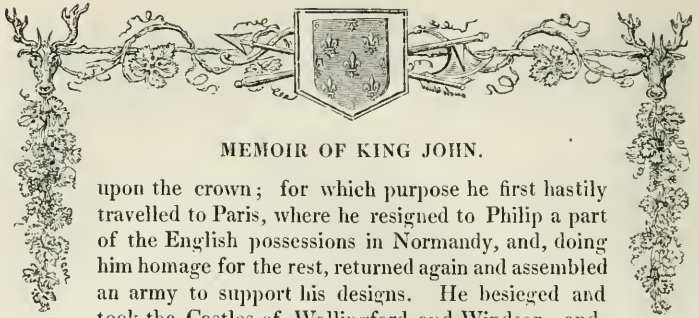 MEMOIR OF KING JOHN.
upon the crown; for which purpose he first hastily
travelled to Paris, where he resigned to Philip a part
of the English possessions in Normandy, and, doing
him homage for the rest, returned again and assembled
an army to support his designs. He besieged and
took the Castles of Wallingford and Windsor, and